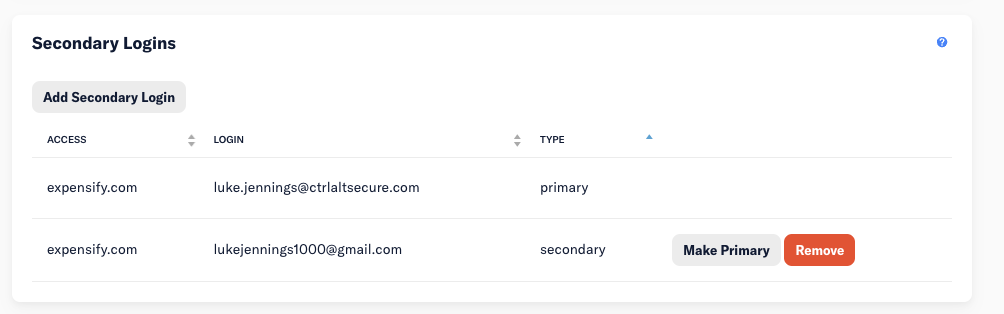 Secondary Logins
?
Add Secondary Login
ACCESS LOGIN TYPE
expensify.com luke.jennings@ctrlaltsecure.com primary
expensify.com lukejennings1000@gmail.com secondary Make Primary Remove